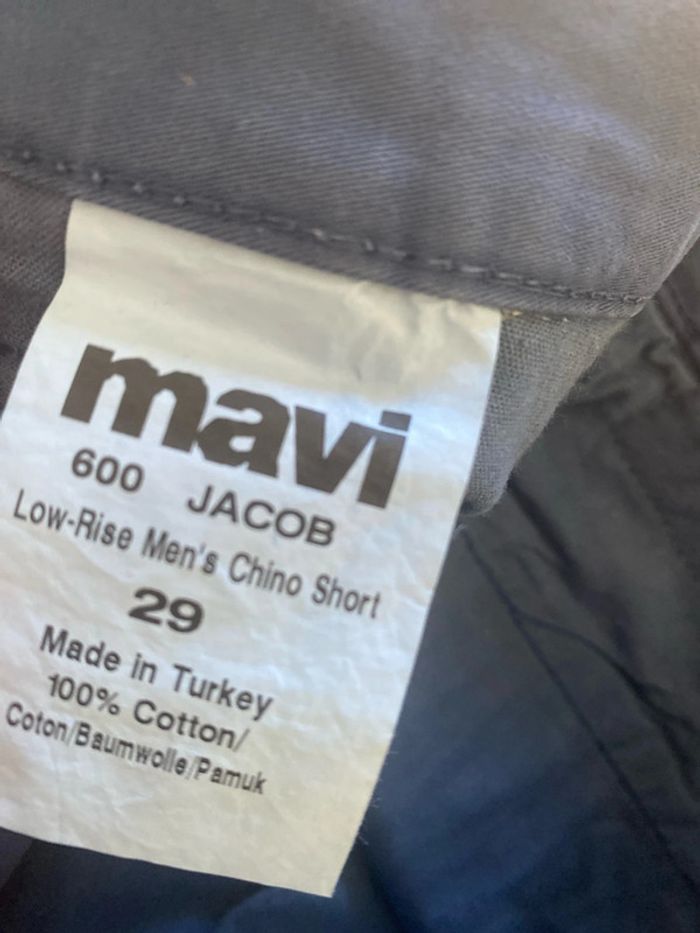 mavi
600 JACOB
Low-Rise Men's Chino Short
29
Made in Turkey
100% Cotton/
Coton/Baumwolle/Pamuk